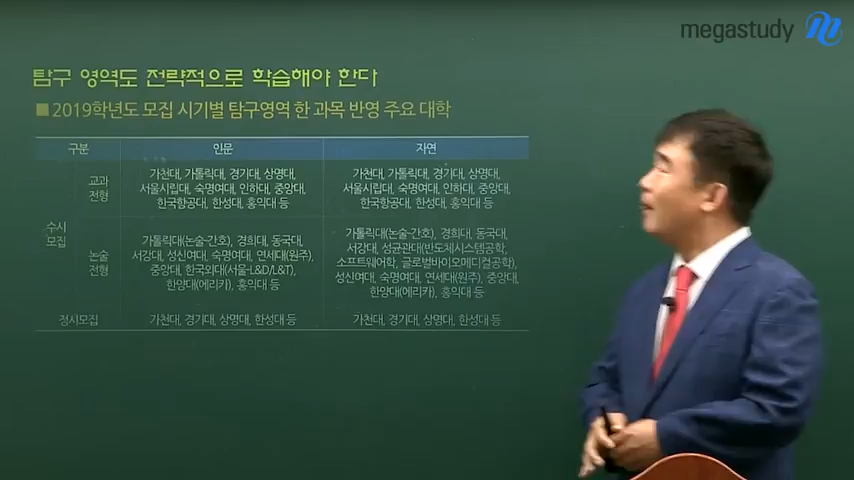 megastudy
탐구 영역도 전략적으로 학습해야 한다
■2019학년도 모집 시기별 탐구영역 한 과목 반영 주요 대학
구분 인문 자연
수시
모집
교과
전형
가천대, 가톨릭대, 경기대, 상명대,
서울시립대, 숙명여대, 인하대, 중앙대,
한국항공대, 한성대, 홍익대 등
가천대, 가톨릭대, 경기대, 상명대,
서울시립대, 숙명여대, 인하대, 중앙대,
한국항공대, 한성대, 홍익대 등
논술
전형
가톨릭대(논술-간호), 경희대, 동국대,
서강대, 성신여대, 숙명여대, 연세대(원주),
중앙대, 한국외대(서울-L&D/L&T),
한양대(에리카), 홍익대 등
가톨릭대(논술-간호), 경희대, 동국대,
서강대, 성균관대(반도체시스템공학,
소프트웨어학, 글로벌바이오메디컬공학),
성신여대, 숙명여대, 연세대(원주), 중앙대,
한양대(에리카), 홍익대 등
정시모집 가천대, 경기대, 상명대, 한성대 등 가천대, 경기대, 상명대, 한성대 등